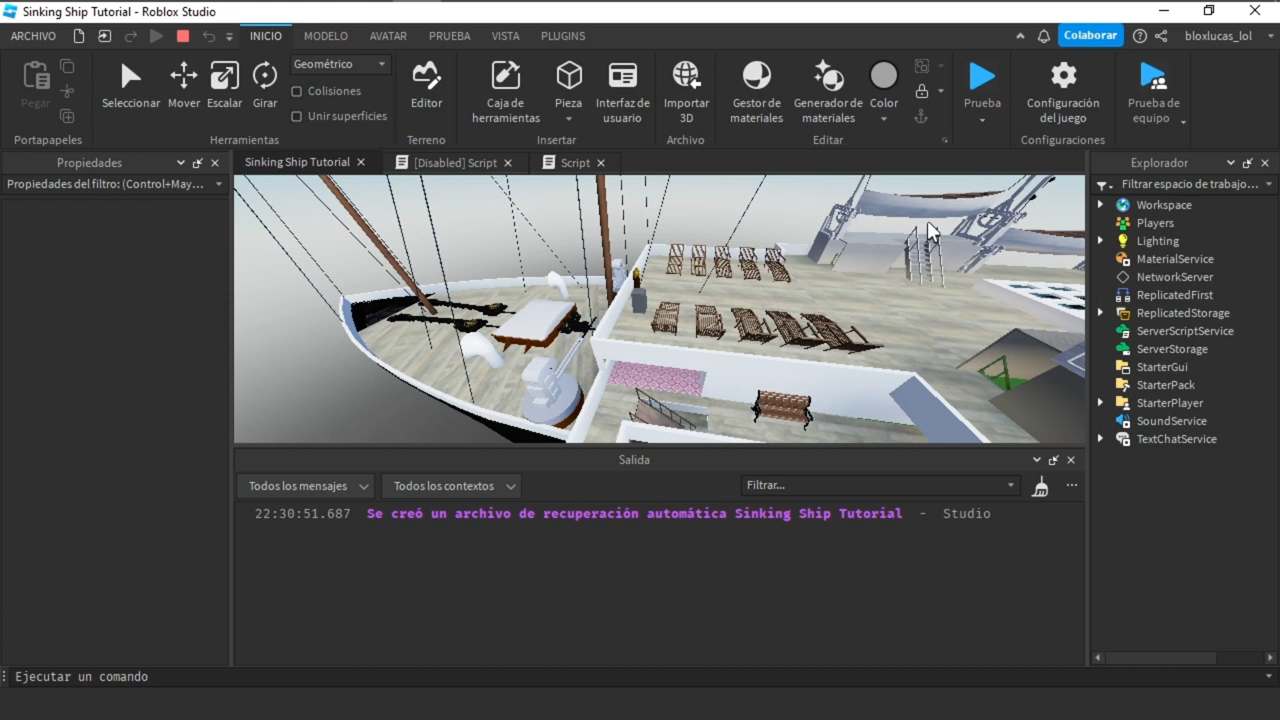 Sinking Ship Tutorial - Roblox Studio
ARCHIVO INICIO MODELO AVATAR PRUEBA VISTA PLUGINS Colaborar bloxlucas_lol
Pegar
Portapapeles
Seleccionar Mover Escalar Girar
Geométrico
Colisiones
Unir superficies
Herramientas
Editor
Terreno
Caja de
herramientas
Pieza
Interfaz de
usuario
Insertar
Importar
3D
Archivo
Gestor de
materiales
Generador de
materiales
Color
Editar
Prueba
Configuración
del juego
Configuraciones
Prueba de
equipo
Propiedades
Propiedades del filtro: (Control+May...
Sinking Ship Tutorial
[Disabled] Script
Script
Explorador
Filtrar espacio de trabajo...
Workspace
Players
Lighting
MaterialService
NetworkServer
ReplicatedFirst
ReplicatedStorage
ServerScriptService
ServerStorage
StarterGui
StarterPack
StarterPlayer
SoundService
TextChatService
Salida
Todos los mensajes
Todos los contextos
Filtrar...
22:30:51.687 Se creó un archivo de recuperación automática Sinking Ship Tutorial - Studio
Ejecutar un comando